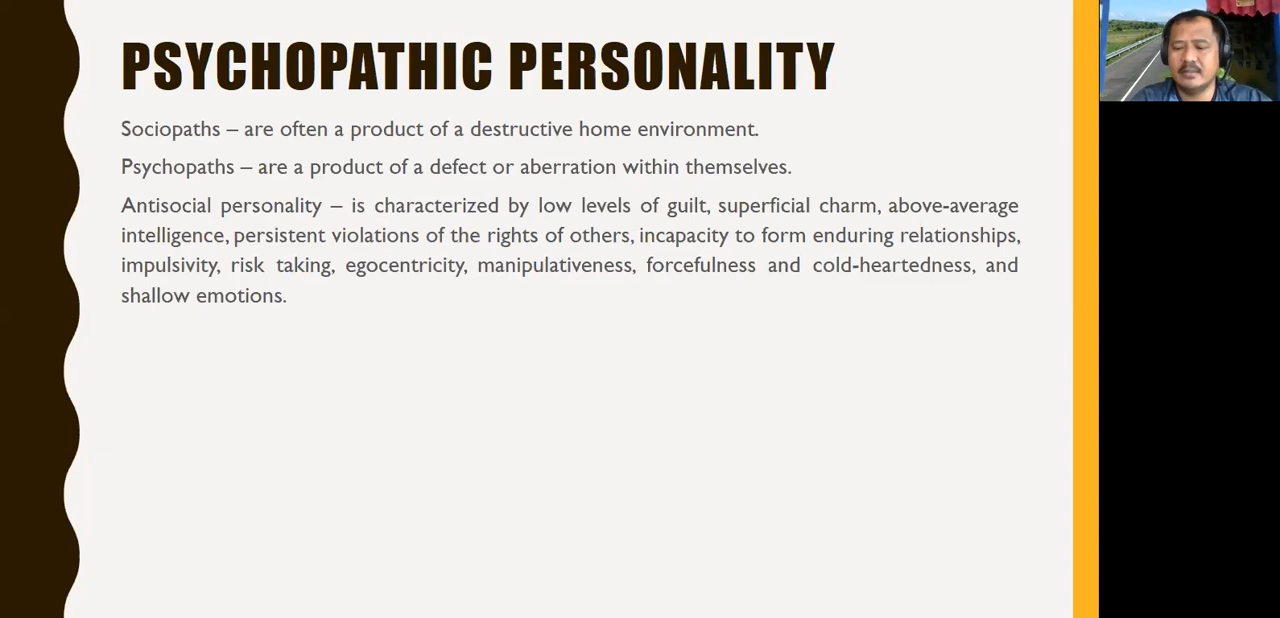 PSYCHOPATHIC PERSONALITY
Sociopaths – are often a product of a destructive home environment.
Psychopaths – are a product of a defect or aberration within themselves.
Antisocial personality – is characterized by low levels of guilt, superficial charm, above-average
intelligence, persistent violations of the rights of others, incapacity to form enduring relationships,
impulsivity, risk taking, egocentricity, manipulativeness, forcefulness and cold-heartedness, and
shallow emotions.